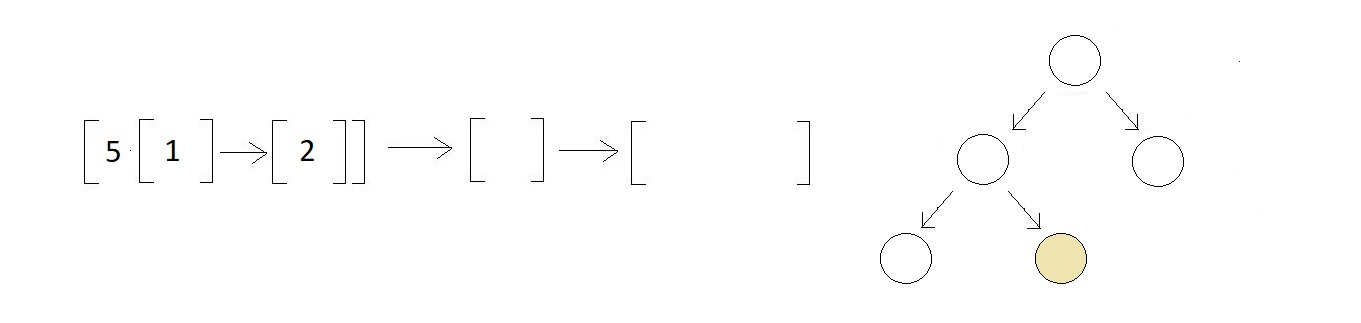 [5 [1 ]→[ 2 ]] → [ ] → [ ]